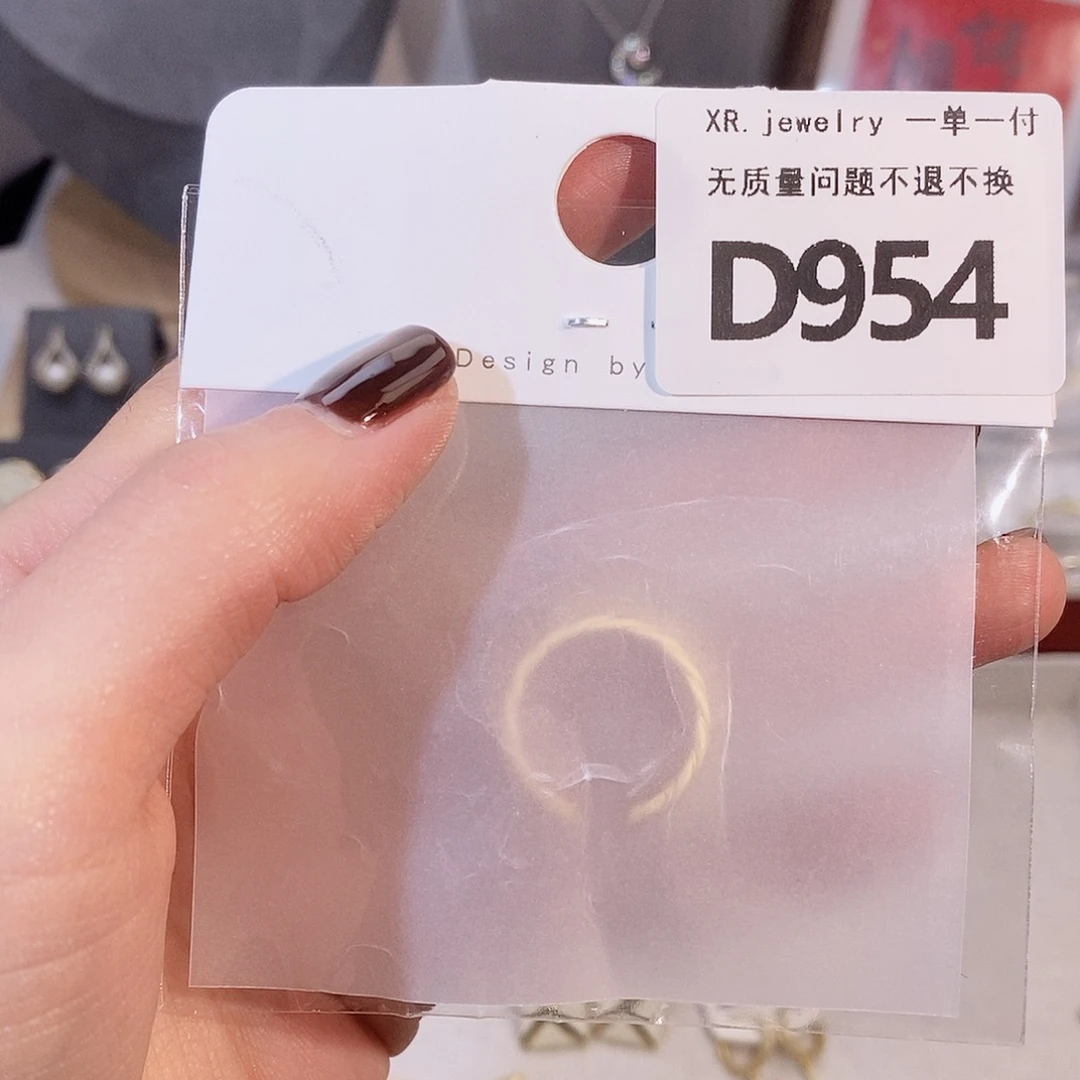 XR. jewelry 一单一付
无质量问题不退不换
D954
Design by